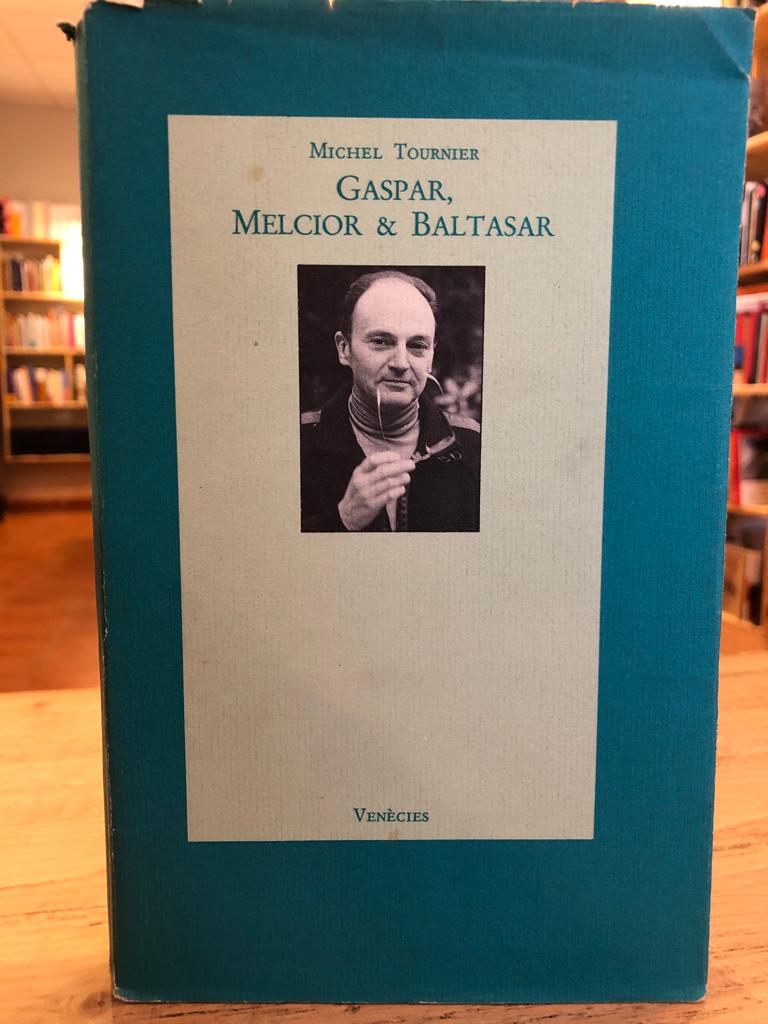 Michel Tournier
Gaspar,
Melcior & Baltasar
Venècies